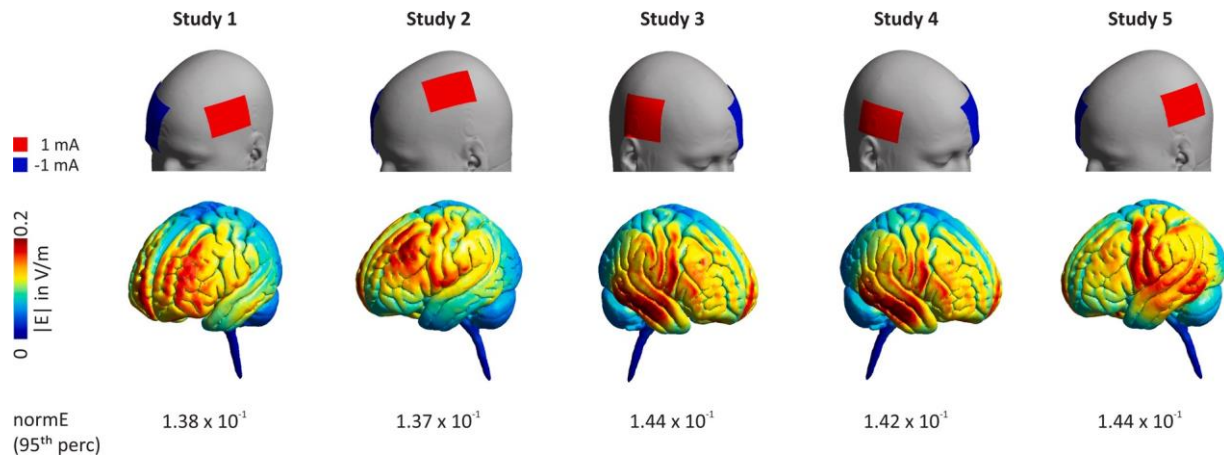 Study 1 Study 2 Study 3 Study 4 Study 5
1 mA
-1 mA
0.2
|E| in V/m
0
normE 1.38 x 10⁻¹ 1.37 x 10⁻¹ 1.44 x 10⁻¹ 1.42 x 10⁻¹ 1.44 x 10⁻¹
(95ᵗʰ perc)